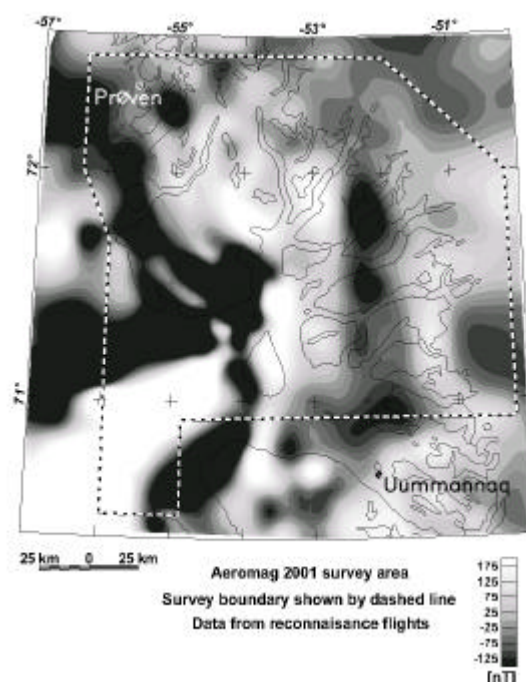 -57°
-55°
-53°
-51°
Prøven
72°
71°
Uummannaq
25 km 0 25 km
Aeromag 2001 survey area
Survey boundary shown by dashed line
Data from reconnaisance flights
175
125
75
25
-25
-75
-125
[nT]